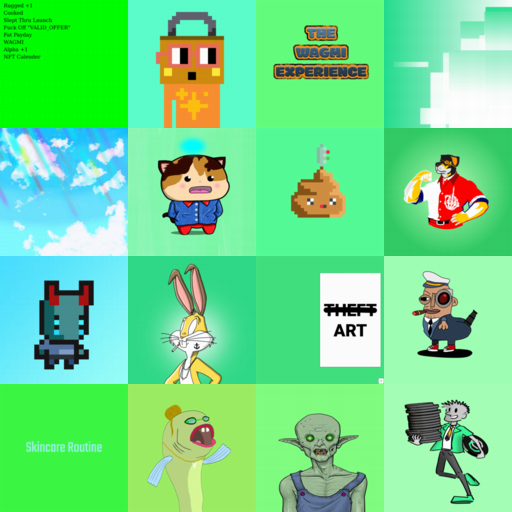 Rugged +1
Cooked
Slept Thru Launch
Fuck Off "VALID_OFFER"
Fat Payday
WAGMI
Alpha +1
NFT Calender
THE
WAGMI
EXPERIENCE
THEFT
ART
Skincare Routine